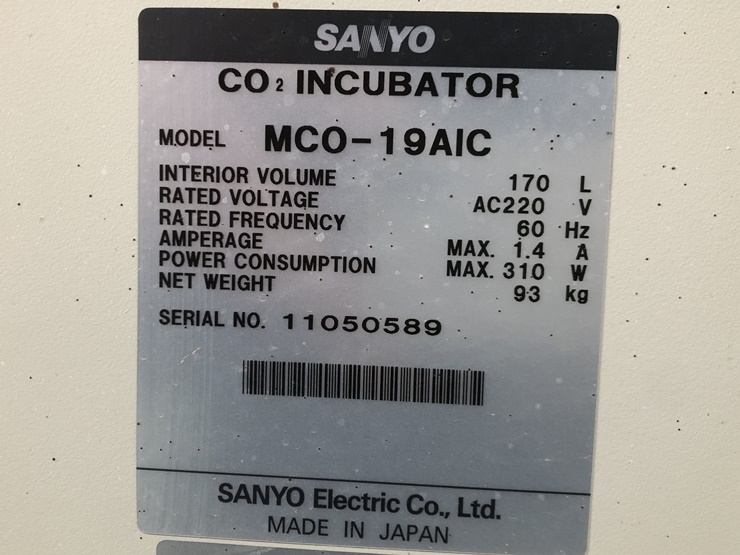 SANYO
CO2 INCUBATOR
MODEL MCO-19AIC
INTERIOR VOLUME 170 L
RATED VOLTAGE AC220 V
RATED FREQUENCY 60 Hz
AMPERAGE MAX. 1.4 A
POWER CONSUMPTION MAX. 310 W
NET WEIGHT 93 kg
SERIAL NO. 11050589
SANYO Electric Co., Ltd.
MADE IN JAPAN